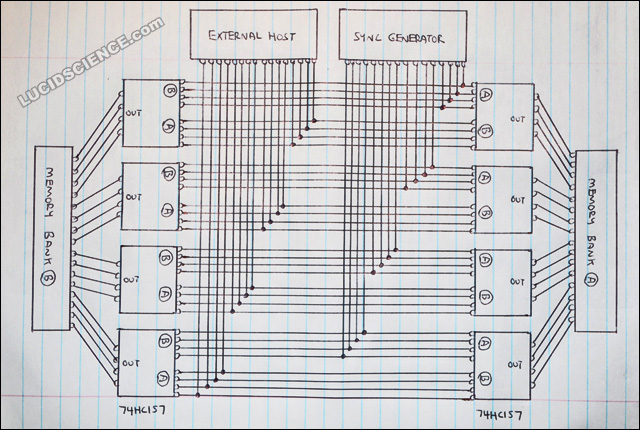 LUCIDSCIENCE.com
EXTERNAL HOST
SYNC GENERATOR
B
OUT
A
A
OUT
B
B
OUT
A
A
OUT
B
MEMORY BANK B
MEMORY BANK A
B
OUT
A
A
OUT
B
B
OUT
A
A
OUT
B
74HC157
74HC157